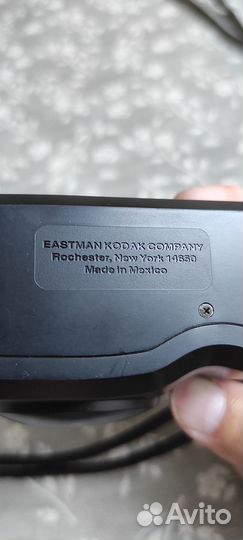 EASTMAN KODAK COMPANY
Rochester, New York 14650
Made in Mexico
Avito